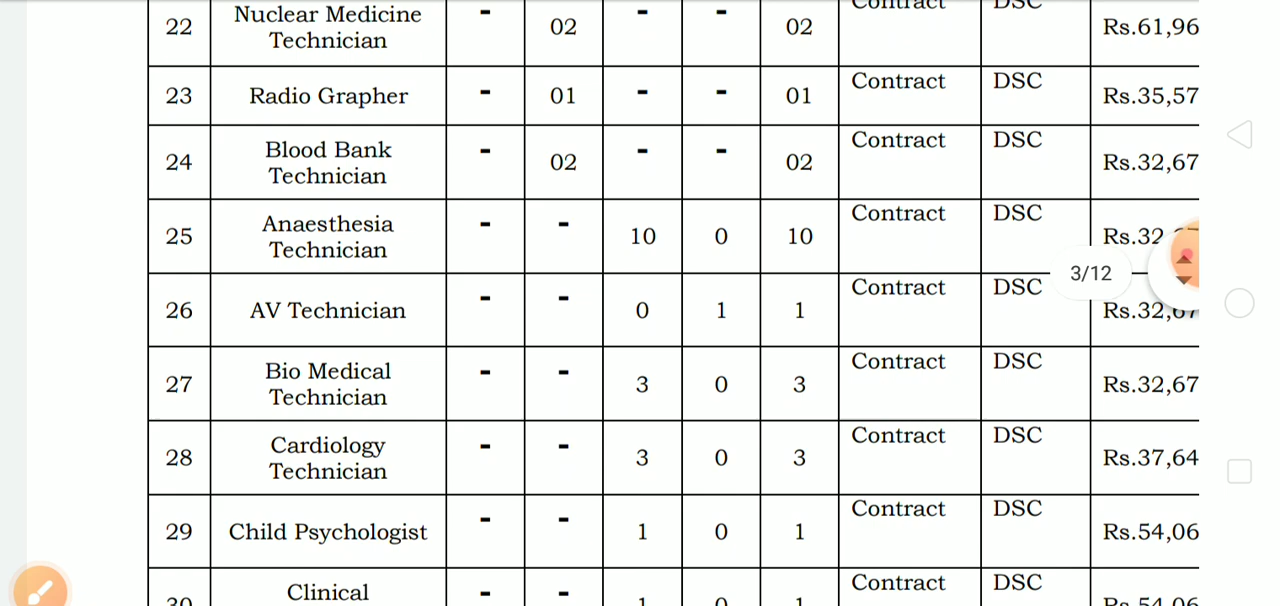 22 Nuclear Medicine Technician - 02 - - 02 Contract DSC Rs.61,96
23 Radio Grapher - 01 - - 01 Contract DSC Rs.35,57
24 Blood Bank Technician - 02 - - 02 Contract DSC Rs.32,67
25 Anaesthesia Technician - - 10 0 10 Contract DSC Rs.32
3/12
26 AV Technician - - 0 1 1 Contract DSC Rs.32,67
27 Bio Medical Technician - - 3 0 3 Contract DSC Rs.32,67
28 Cardiology Technician - - 3 0 3 Contract DSC Rs.37,64
29 Child Psychologist - - 1 0 1 Contract DSC Rs.54,06
30 Clinical - - 1 0 1 Contract DSC Rs.54,06